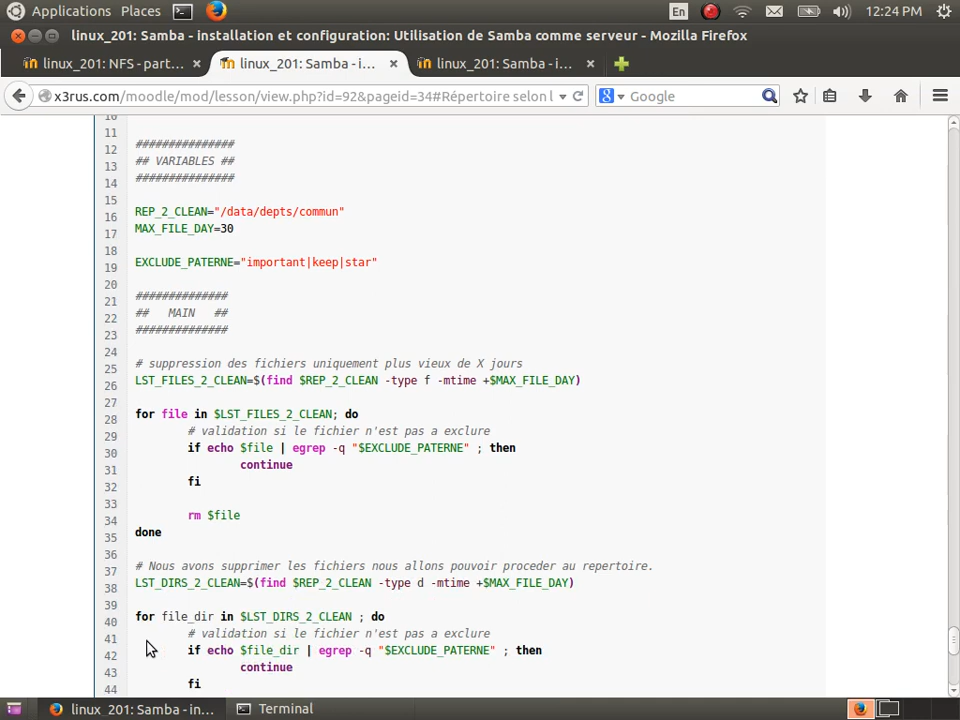 Applications Places En 12:24 PM
linux_201: Samba - installation et configuration: Utilisation de Samba comme serveur - Mozilla Firefox
linux_201: NFS - part... linux_201: Samba - i... linux_201: Samba - i...
x3rus.com/moodle/mod/lesson/view.php?id=92&pageid=34#Répertoire selon l Google
10
11
12 ###############
13 ## VARIABLES ##
14 ###############
15
16 REP_2_CLEAN="/data/depts/commun"
17 MAX_FILE_DAY=30
18
19 EXCLUDE_PATERNE="important|keep|star"
20
21 ##############
22 ## MAIN ##
23 ##############
24
25 # suppression des fichiers uniquement plus vieux de X jours
26 LST_FILES_2_CLEAN=$(find $REP_2_CLEAN -type f -mtime +$MAX_FILE_DAY)
27
28 for file in $LST_FILES_2_CLEAN; do
29 # validation si le fichier n'est pas a exclure
30 if echo $file | egrep -q "$EXCLUDE_PATERNE" ; then
31 continue
32 fi
33
34 rm $file
35 done
36
37 # Nous avons supprimer les fichiers nous allons pouvoir proceder au repertoire.
38 LST_DIRS_2_CLEAN=$(find $REP_2_CLEAN -type d -mtime +$MAX_FILE_DAY)
39
40 for file_dir in $LST_DIRS_2_CLEAN ; do
41 # validation si le fichier n'est pas a exclure
42 if echo $file_dir | egrep -q "$EXCLUDE_PATERNE" ; then
43 continue
44 fi
linux_201: Samba - in... Terminal